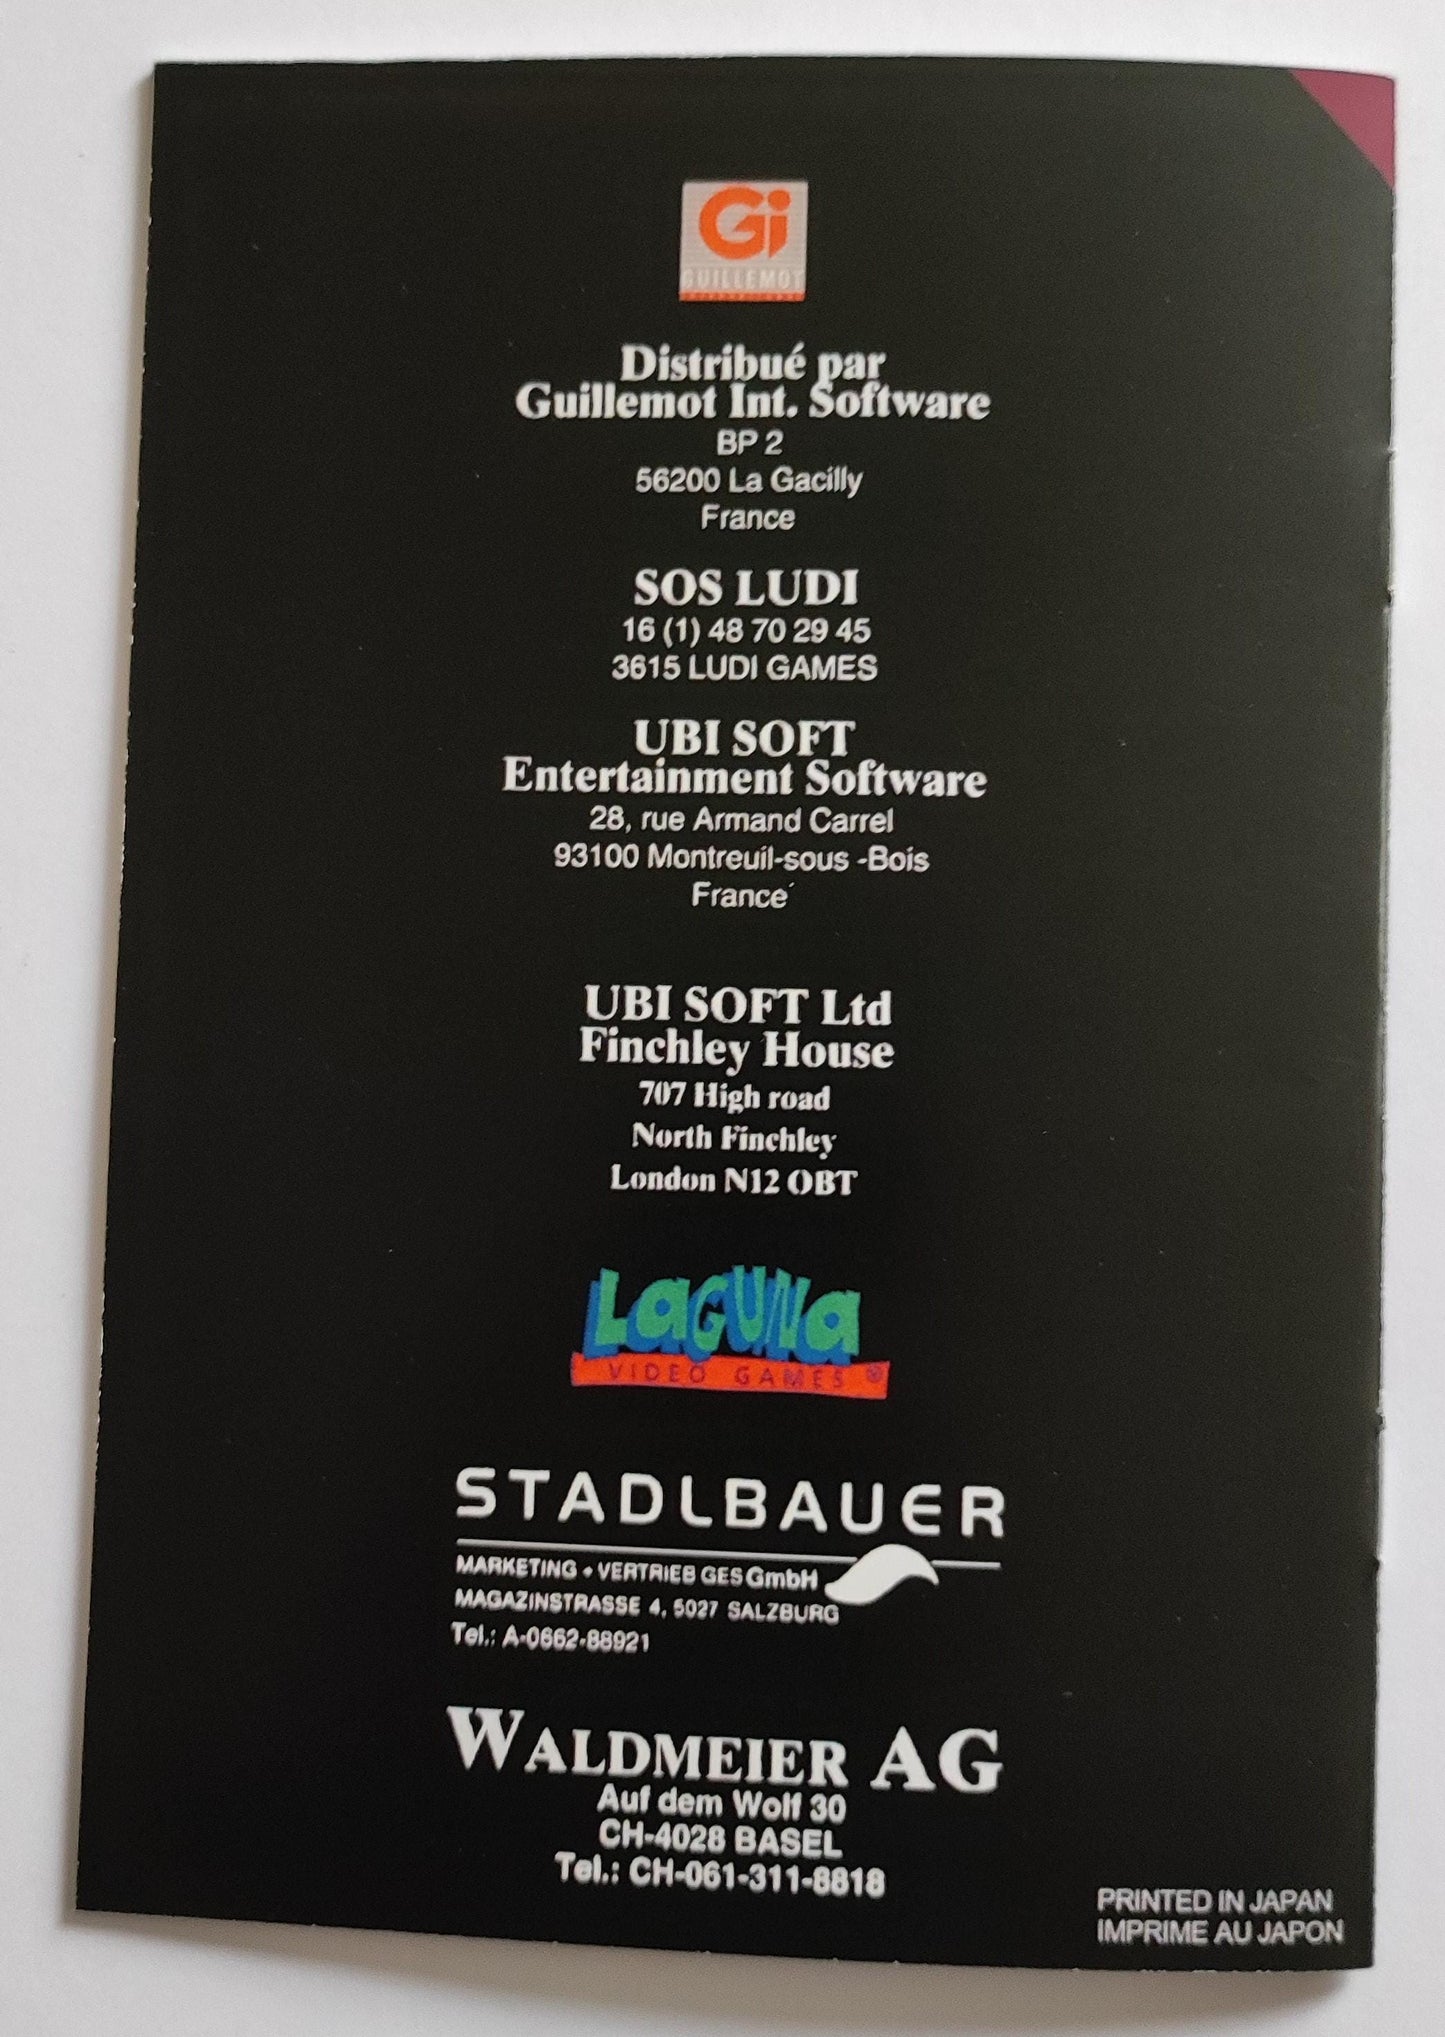 Gi
GUILLEMOT
Distribué par
Guillemot Int. Software
BP 2
56200 La Gacilly
France
SOS LUDI
16 (1) 48 70 29 45
3615 LUDI GAMES
UBI SOFT
Entertainment Software
28, rue Armand Carrel
93100 Montreuil-sous -Bois
France
UBI SOFT Ltd
Finchley House
707 High road
North Finchley
London N12 OBT
LAGUNA
VIDEO GAMES ®
STADLBAUER
MARKETING • VERTRIEB GES GmbH
MAGAZINSTRASSE 4, 5027 SALZBURG
Tel.: A-0662-88921
WALDMEIER AG
Auf dem Wolf 30
CH-4028 BASEL
Tel.: CH-061-311-8818
PRINTED IN JAPAN
IMPRIME AU JAPON